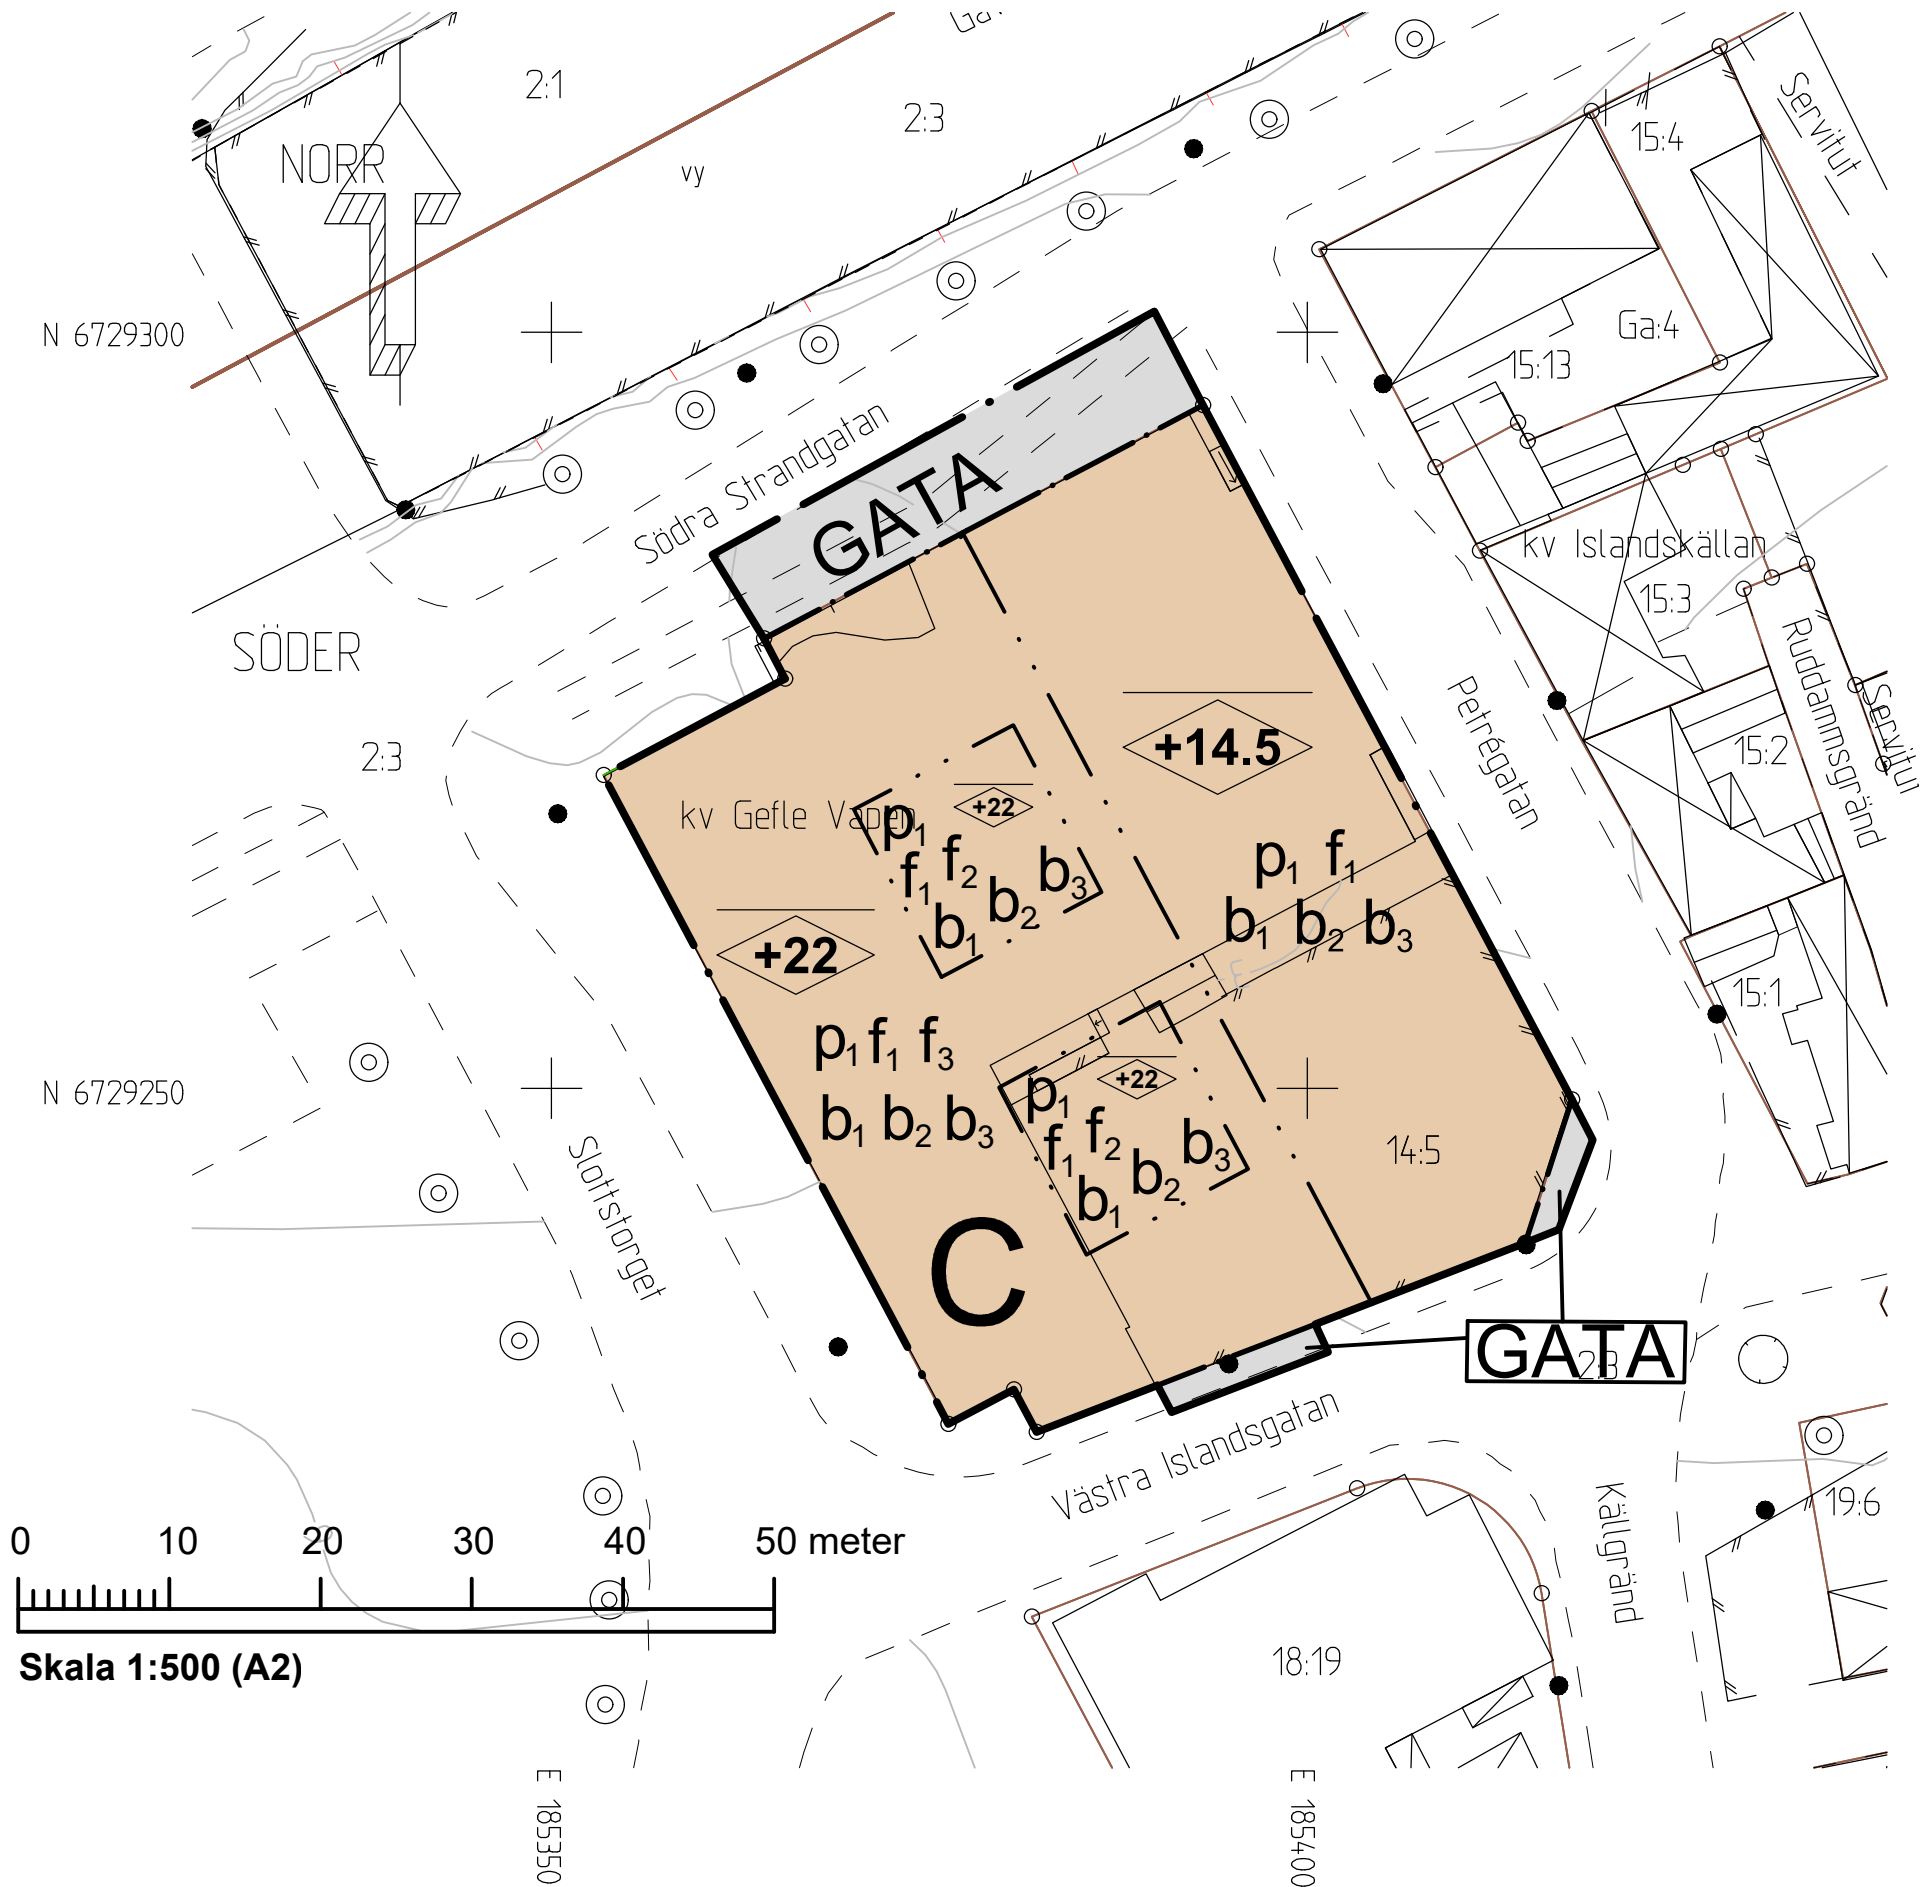 Ga
2:1
2:3
Servitut
15:4
NORR
vy
N 6729300
Ga:4
15:13
Södra Strandgatan
GATA
kv Islandskällan
15:3
SÖDER
2:3
Ruddammsgränd
Servitut
Petrégatan
15:2
+14.5
kv Gefle Vapen
+22
p1
f1 f2
b1 b2 b3
p1 f1
b1 b2 b3
+22
15:1
p1 f1 f3
b1 b2 b3
F
N 6729250
+22
p1
f1 f2
b1 b2 b3
14:5
Slottstorget
C
GATA
2:3
Västra Islandsgatan
Källgränd
19:6
0 10 20 30 40 50 meter
Skala 1:500 (A2)
18:19
E 185350
E 185400